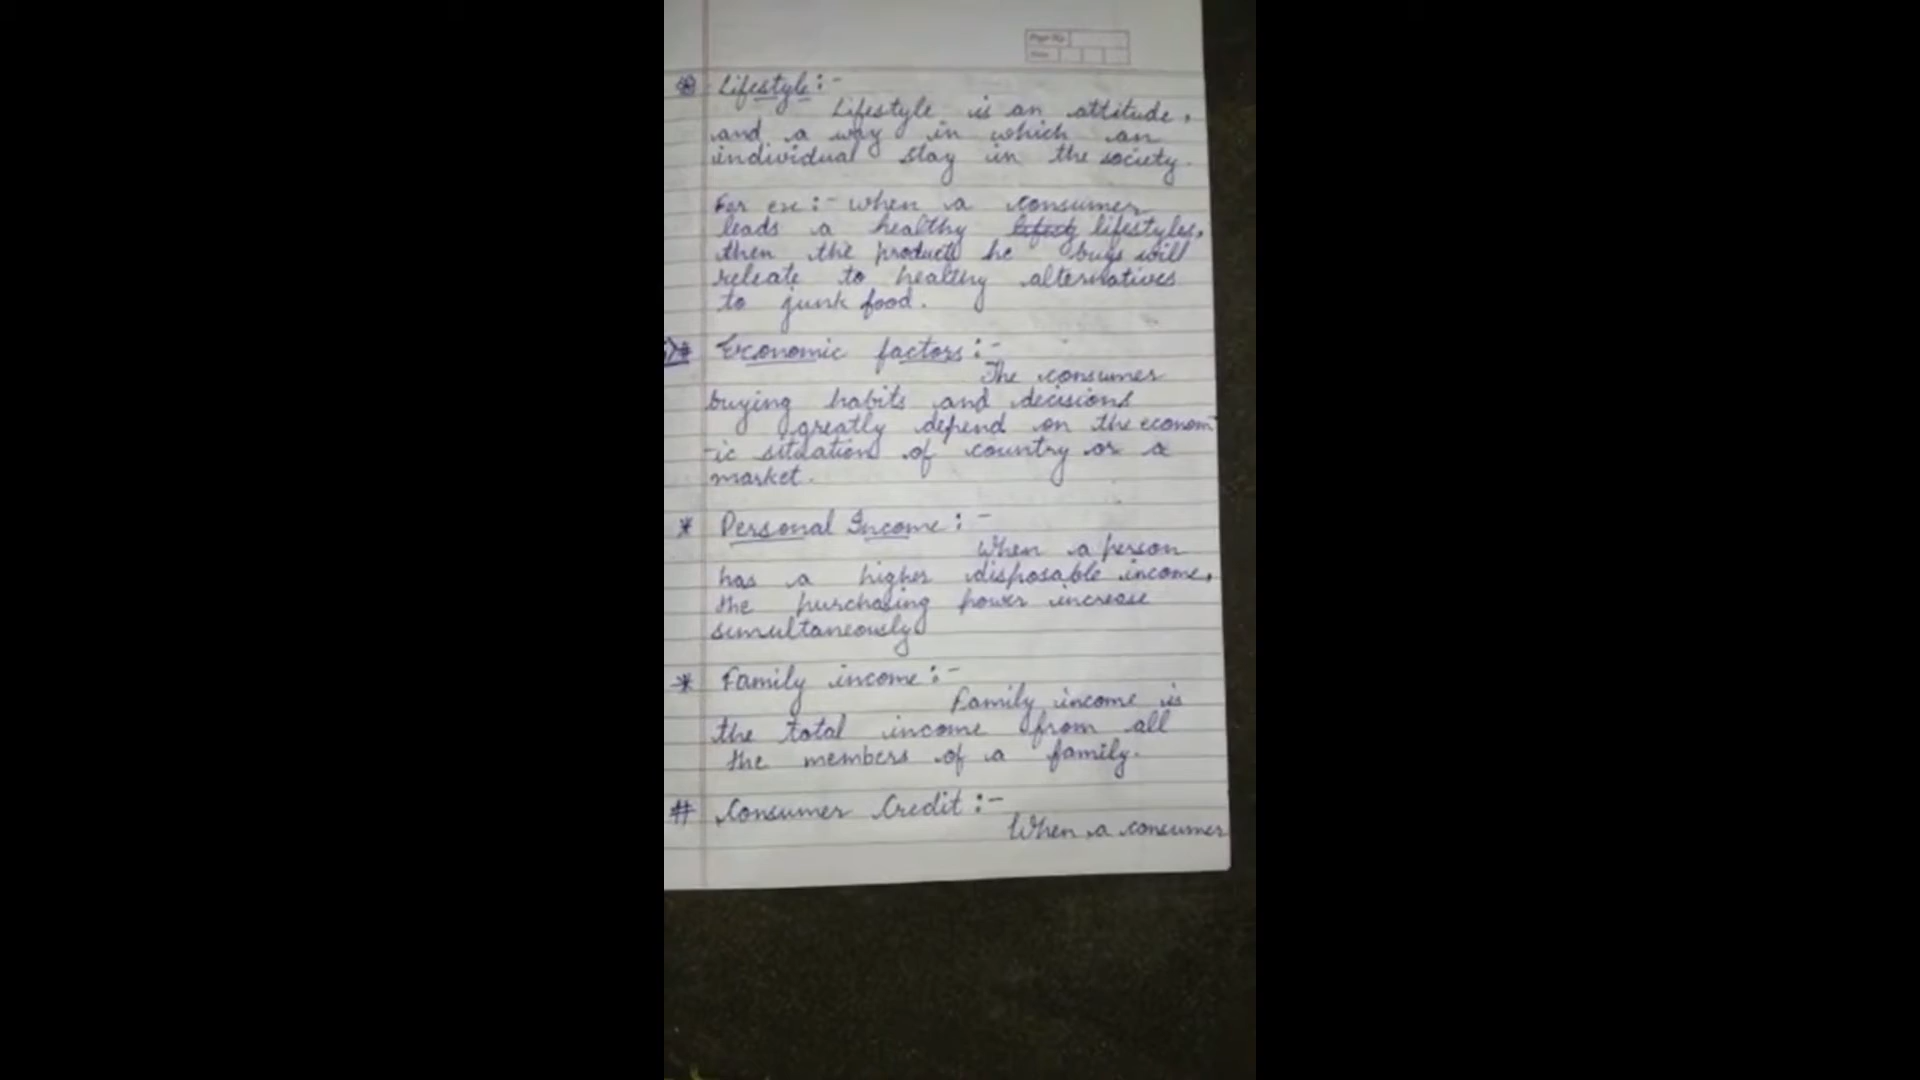 Page No.
Date
Lifestyle :-
Lifestyle is an attitude,
and a way in which an
individual stay in the society.
For ex :- when a consumer
leads a healthy lifestyles,
then the products he buys will
releate to healthy alternatives
to junk food.
* Economic factors :-
The consumer
buying habits and decisions
greatly depend on the econom-
-ic situation of country or a
market.
* Personal Income :-
When a person
has a higher disposable income,
the purchasing power increase
simultaneously
* Family income :-
Family income is
the total income from all
the members of a family.
# Consumer Credit :-
When a consumer